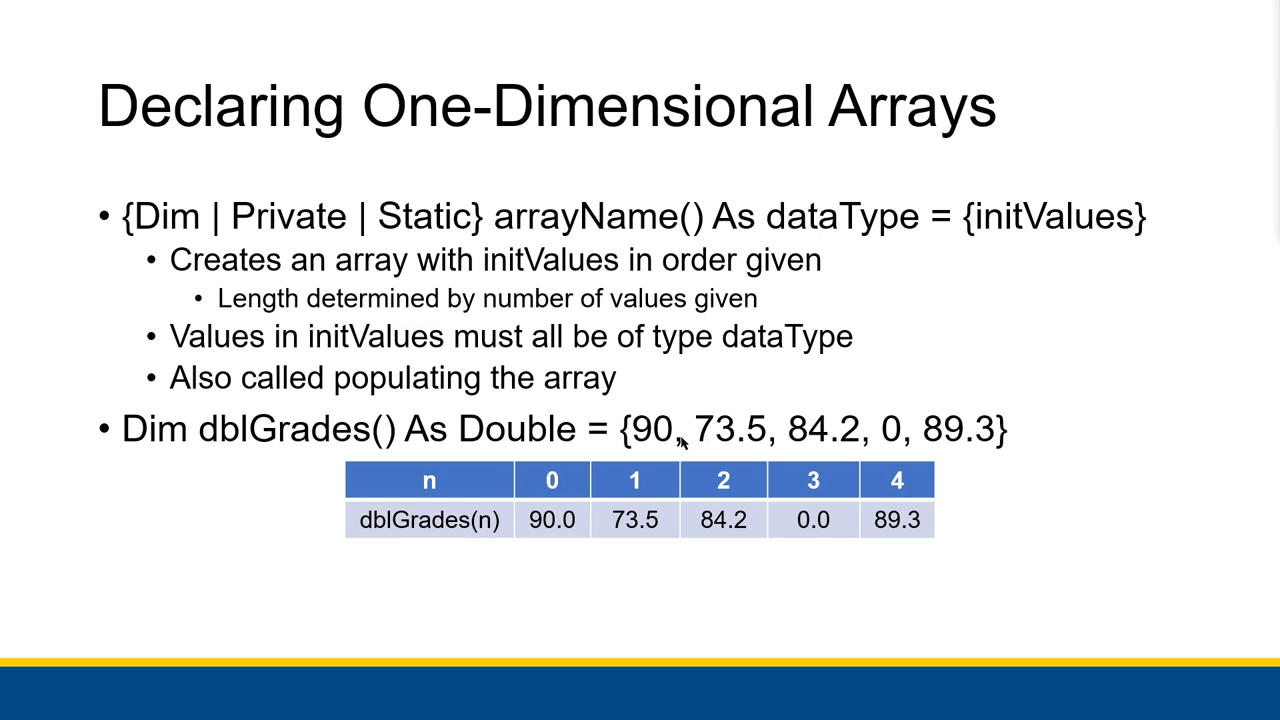 Declaring One-Dimensional Arrays
• {Dim | Private | Static} arrayName() As dataType = {initValues}
• Creates an array with initValues in order given
• Length determined by number of values given
• Values in initValues must all be of type dataType
• Also called populating the array
• Dim dblGrades() As Double = {90, 73.5, 84.2, 0, 89.3}
n 0 1 2 3 4
dblGrades(n) 90.0 73.5 84.2 0.0 89.3